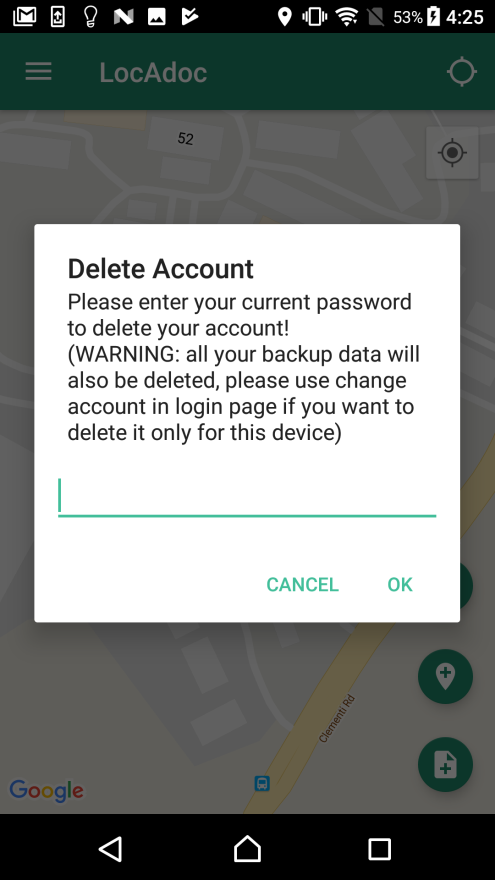 53% 4:25
LocAdoc
52
Delete Account
Please enter your current password
to delete your account!
(WARNING: all your backup data will
also be deleted, please use change
account in login page if you want to
delete it only for this device)
CANCEL OK
Clementi Rd
Google